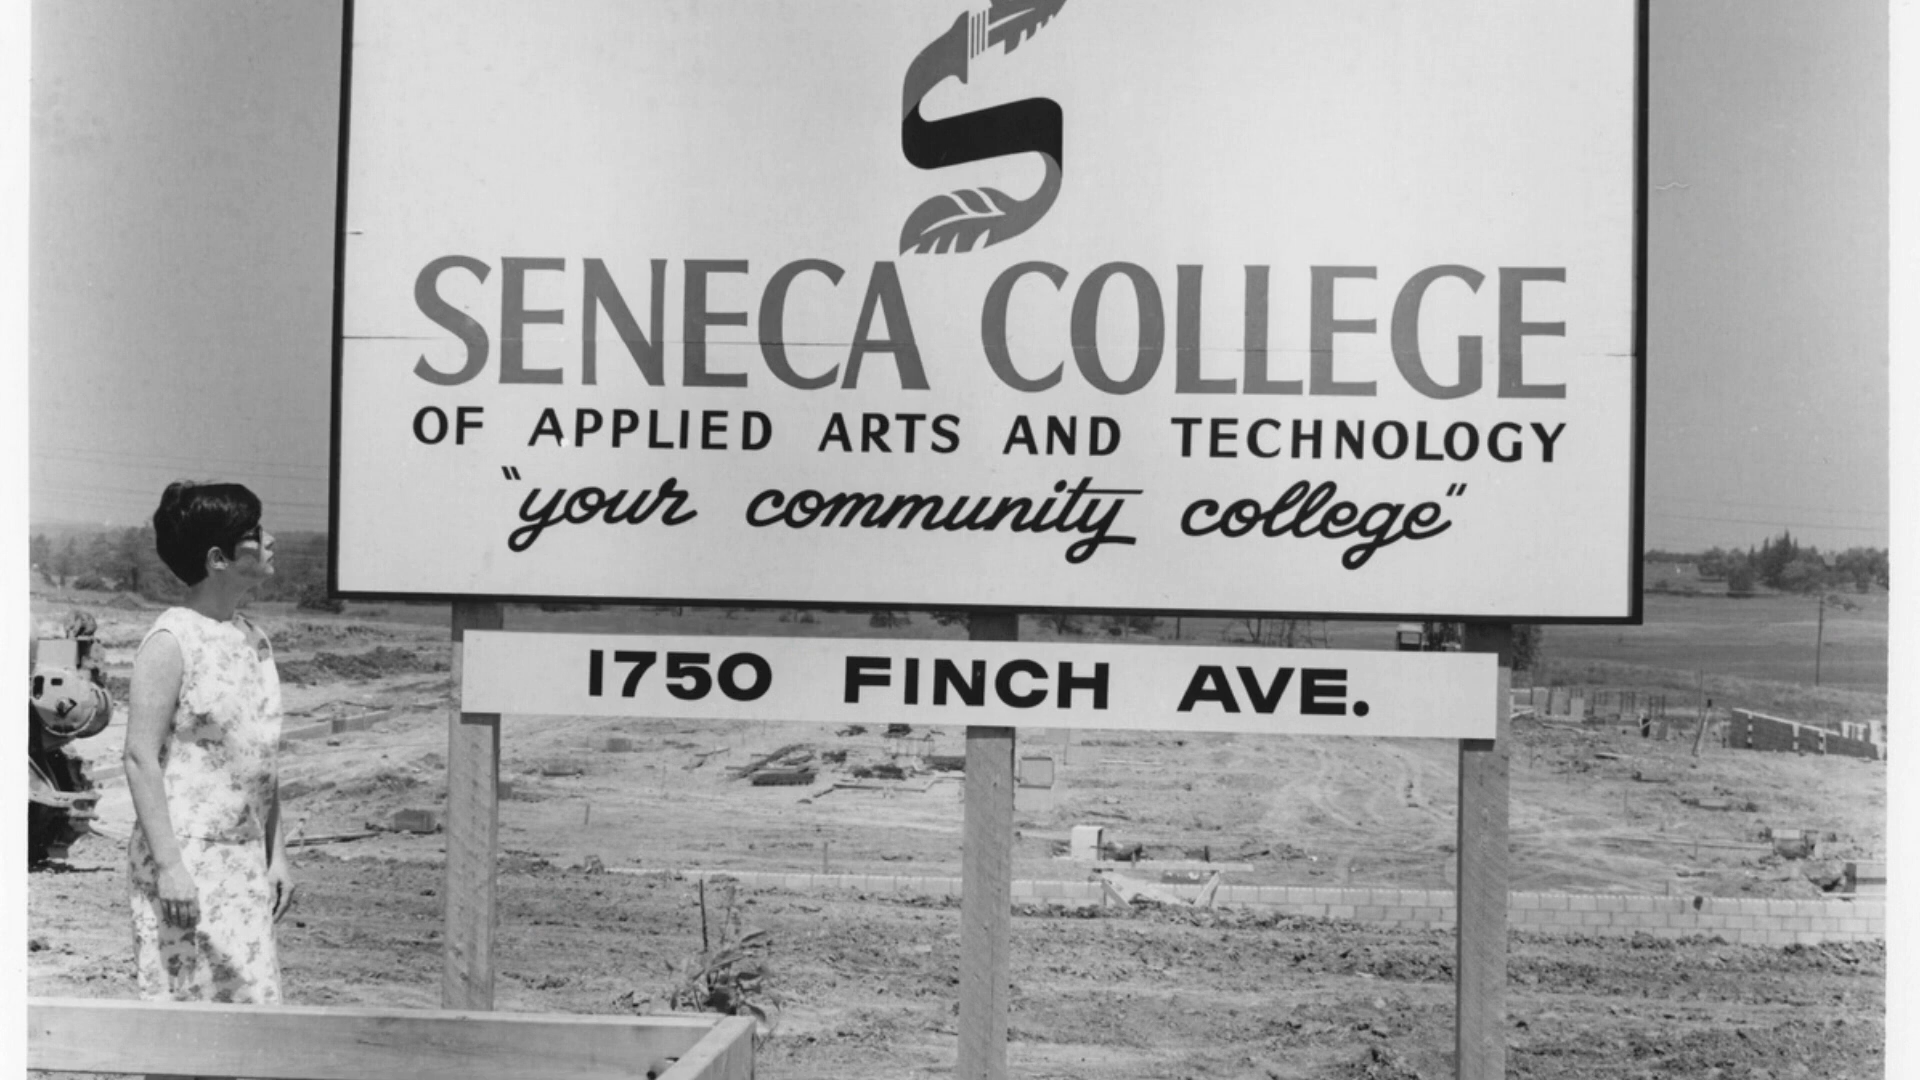 SENECA COLLEGE
OF APPLIED ARTS AND TECHNOLOGY
"your community college"
1750 FINCH AVE.